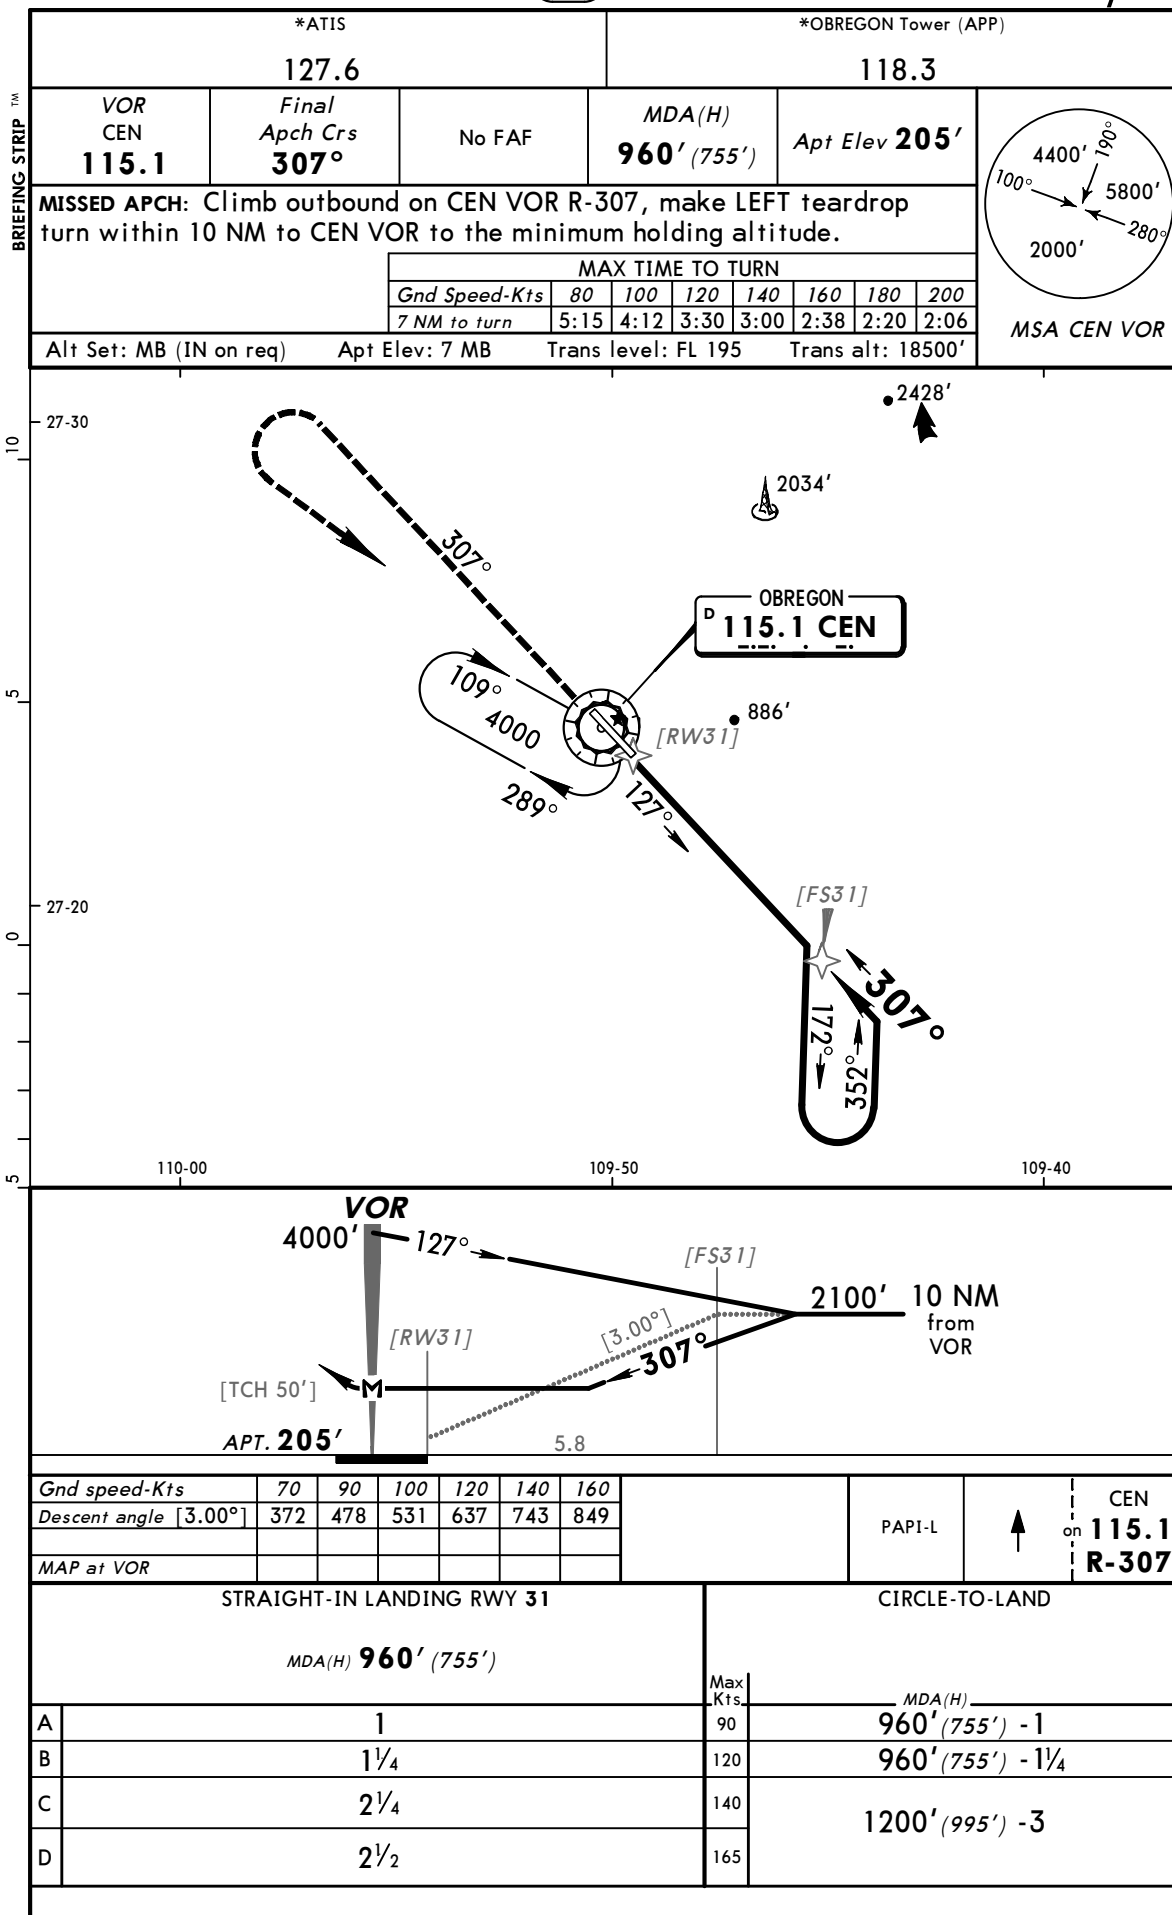 *ATIS
127.6
*OBREGON Tower (APP)
118.3
BRIEFING STRIP TM
VOR
CEN
115.1
Final
Apch Crs
307°
No FAF
MDA(H)
960' (755')
Apt Elev 205'
MISSED APCH: Climb outbound on CEN VOR R-307, make LEFT teardrop
turn within 10 NM to CEN VOR to the minimum holding altitude.
MAX TIME TO TURN
Gnd Speed-Kts 80 100 120 140 160 180 200
7 NM to turn 5:15 4:12 3:30 3:00 2:38 2:20 2:06
Alt Set: MB (IN on req) Apt Elev: 7 MB Trans level: FL 195 Trans alt: 18500'
4400'
190°
100°
5800'
280°
2000'
MSA CEN VOR
27-30
2428'
10
2034'
307°
OBREGON
D 115.1 CEN
5
109°
4000
886'
[RW31]
289°
127°
[FS31]
27-20
0
307°
172°
352°
5
110-00
109-50
109-40
VOR
4000'
127°
[FS31]
2100'
10 NM
from
VOR
[RW31]
[3.00°]
307°
[TCH 50']
M
APT. 205'
5.8
Gnd speed-Kts 70 90 100 120 140 160
Descent angle [3.00°] 372 478 531 637 743 849
MAP at VOR
PAPI-L
on
CEN
115.1
R-307
STRAIGHT-IN LANDING RWY 31
MDA(H) 960' (755')
CIRCLE-TO-LAND
Max
Kts
MDA(H)
A 1 90 960' (755') -1
B 1¼ 120 960' (755') -1¼
C 2¼ 140
1200' (995') -3
D 2½ 165